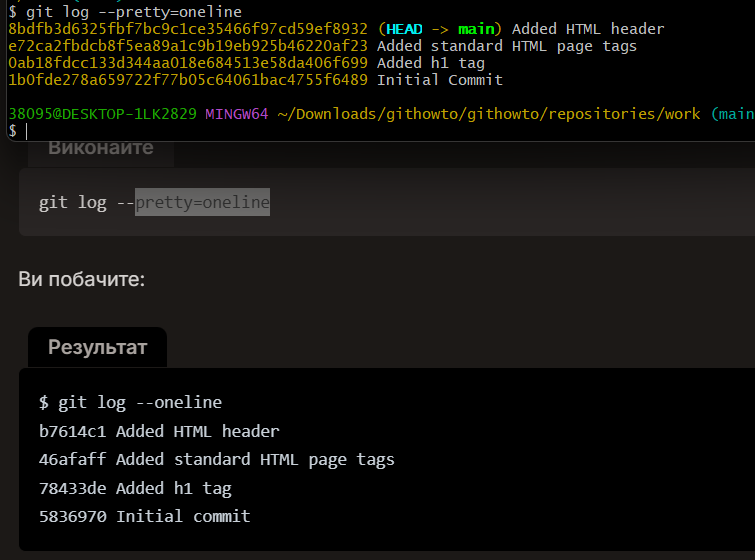 $ git log --pretty=oneline
8bdfb3d6325fbf7bc9c1ce35466f97cd59ef8932 (HEAD -> main) Added HTML header
e72ca2fbdcb8f5ea89a1c9b19eb925b46220af23 Added standard HTML page tags
0ab18fdcc133d344aa018e684513e58da406f699 Added h1 tag
1b0fde278a659722f77b05c64061bac4755f6489 Initial Commit
38095@DESKTOP-1LK2829 MINGW64 ~/Downloads/githowto/githowto/repositories/work (main
$
Виконайте
git log --pretty=oneline
Ви побачите:
Результат
$ git log --oneline
b7614c1 Added HTML header
46afaff Added standard HTML page tags
78433de Added h1 tag
5836970 Initial commit